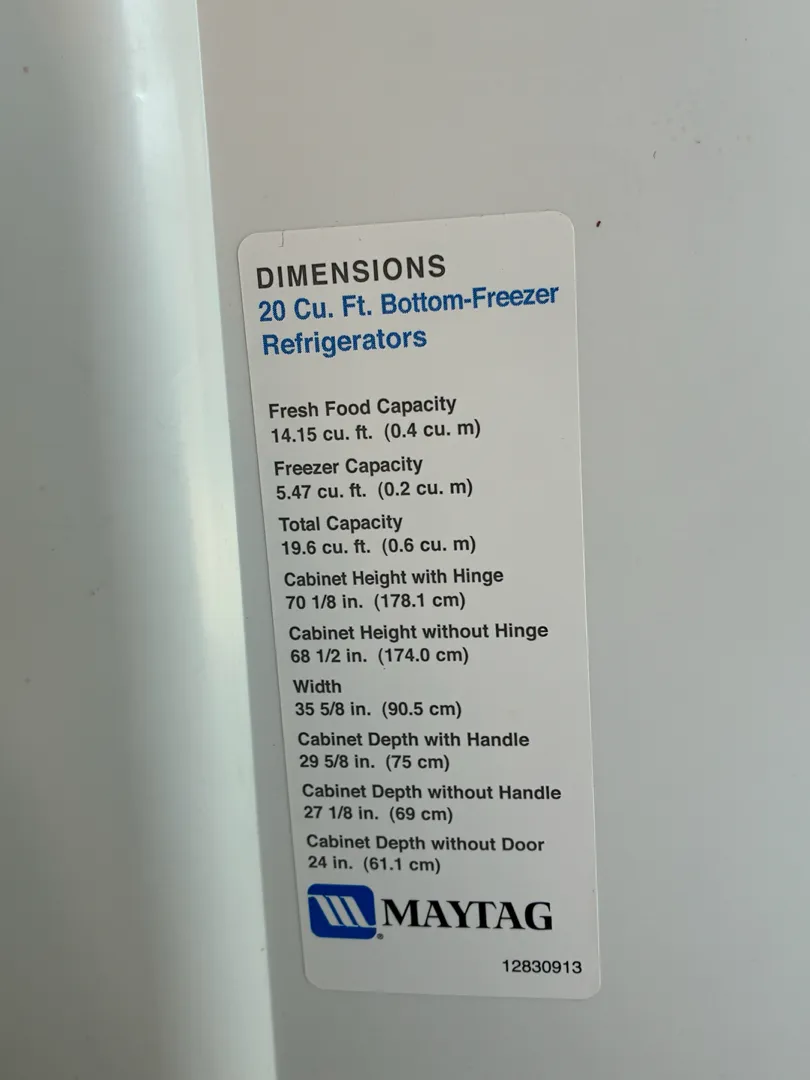 DIMENSIONS
20 Cu. Ft. Bottom-Freezer
Refrigerators
Fresh Food Capacity
14.15 cu. ft. (0.4 cu. m)
Freezer Capacity
5.47 cu. ft. (0.2 cu. m)
Total Capacity
19.6 cu. ft. (0.6 cu. m)
Cabinet Height with Hinge
70 1/8 in. (178.1 cm)
Cabinet Height without Hinge
68 1/2 in. (174.0 cm)
Width
35 5/8 in. (90.5 cm)
Cabinet Depth with Handle
29 5/8 in. (75 cm)
Cabinet Depth without Handle
27 1/8 in. (69 cm)
Cabinet Depth without Door
24 in. (61.1 cm)
® MAYTAG
12830913